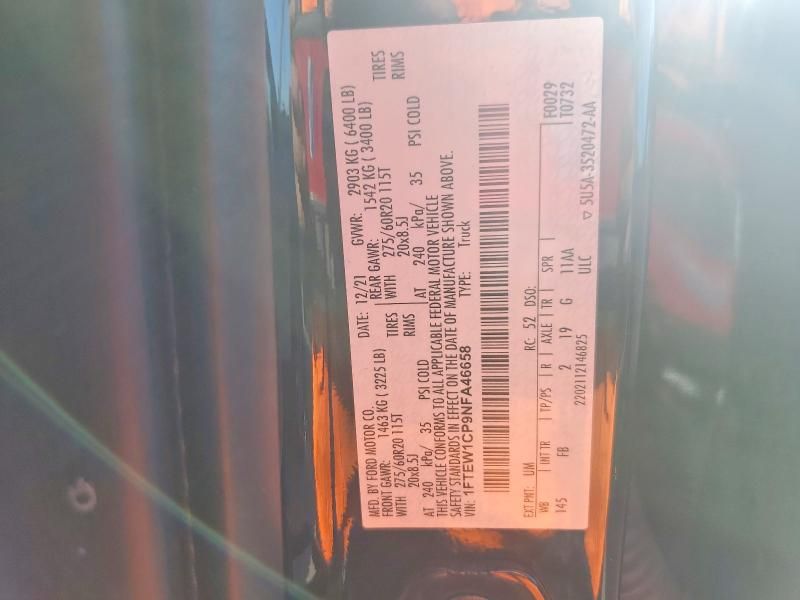 MFD. BY FORD MOTOR CO.
DATE: 12/21 GVWR: 2903 KG ( 6400 LB)
FRONT GAWR: 1463 KG ( 3225 LB) REAR GAWR: 1542 KG ( 3400 LB)
WITH 275/60R20 115T TIRES WITH 275/60R20 115T TIRES
20x8.5J RIMS 20x8.5J RIMS
AT 240 kPa/ 35 PSI COLD AT 240 kPa/ 35 PSI COLD
THIS VEHICLE CONFORMS TO ALL APPLICABLE FEDERAL MOTOR VEHICLE
SAFETY STANDARDS IN EFFECT ON THE DATE OF MANUFACTURE SHOWN ABOVE.
VIN: 1FTEW1CP9NFA46658 TYPE: Truck
F0029
T0732
EXT.PNT: UM RC: 52 DSO:
WB INT TR TP/PS R AXLE TR SPR
145 FB 2 19 G 11AA
2202112146825 ULC ▽ 5U5A-3520472-AA